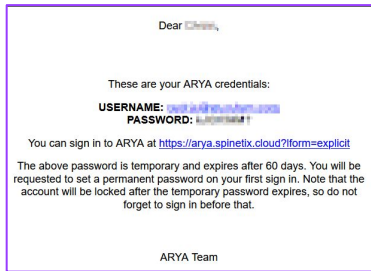 Dear
These are your ARYA credentials:
USERNAME:
PASSWORD:
You can sign in to ARYA at https://arya.spinetix.cloud?lform=explicit
The above password is temporary and expires after 60 days. You will be
requested to set a permanent password on your first sign in. Note that the
account will be locked after the temporary password expires, so do not
forget to sign in before that.
ARYA Team